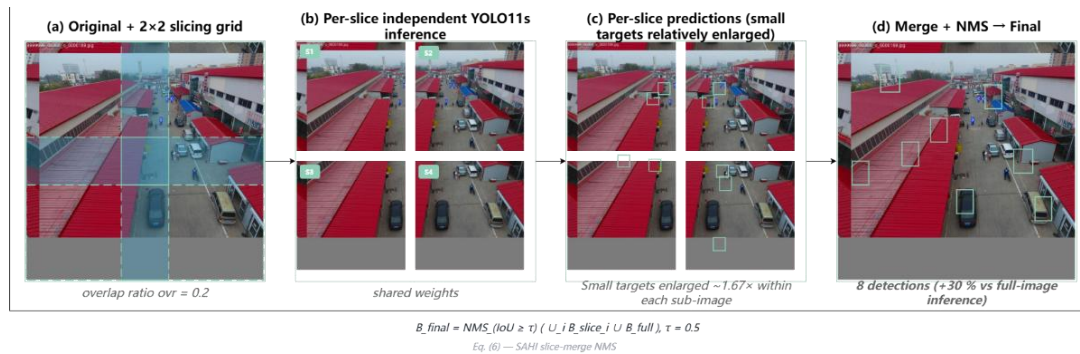 (a) Original + 2×2 slicing grid
(b) Per-slice independent YOLO11s
inference
(c) Per-slice predictions (small
targets relatively enlarged)
(d) Merge + NMS → Final
S1
S2
S3
S4
overlap ratio ovr = 0.2
shared weights
Small targets enlarged ~1.67× within
each sub-image
8 detections (+30 % vs full-image
inference)
B_final = NMS_(IoU ≥ τ) ( ∪_i B_slice_i ∪ B_full ), τ = 0.5
Eq. (6) — SAHI slice-merge NMS